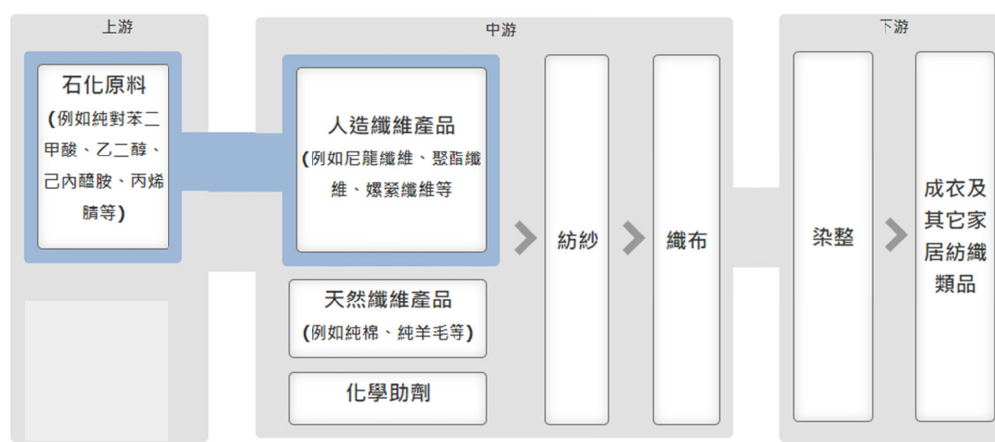 上游
石化原料
(例如純對苯二
甲酸、乙二醇、
己內醯胺、丙烯
腈等)
中游
人造纖維產品
(例如尼龍纖維、聚酯纖
維、嫘縈纖維等
天然纖維產品
(例如純棉、純羊毛等)
化學助劑
紡紗
織布
下游
染整
成衣及
其它家
居紡織
類品